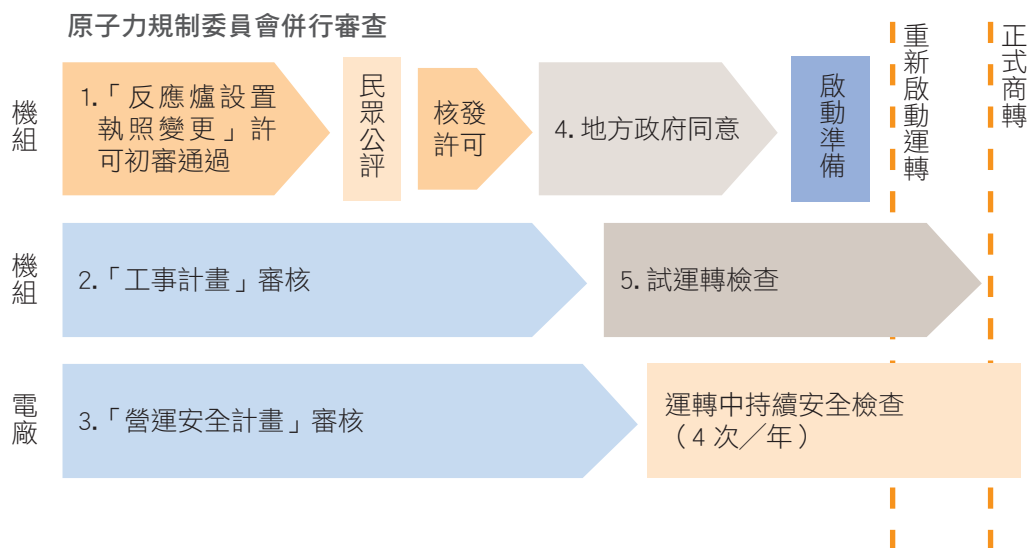 原子力規制委員會併行審查
機組
1.「反應爐設置
執照變更」許
可初審通過
民眾公評
核發
許可
4. 地方政府同意
啟動準備
重新啟動運轉
正式商轉
機組
2.「工事計畫」審核
5. 試運轉檢查
電廠
3.「營運安全計畫」審核
運轉中持續安全檢查
（4 次／年）